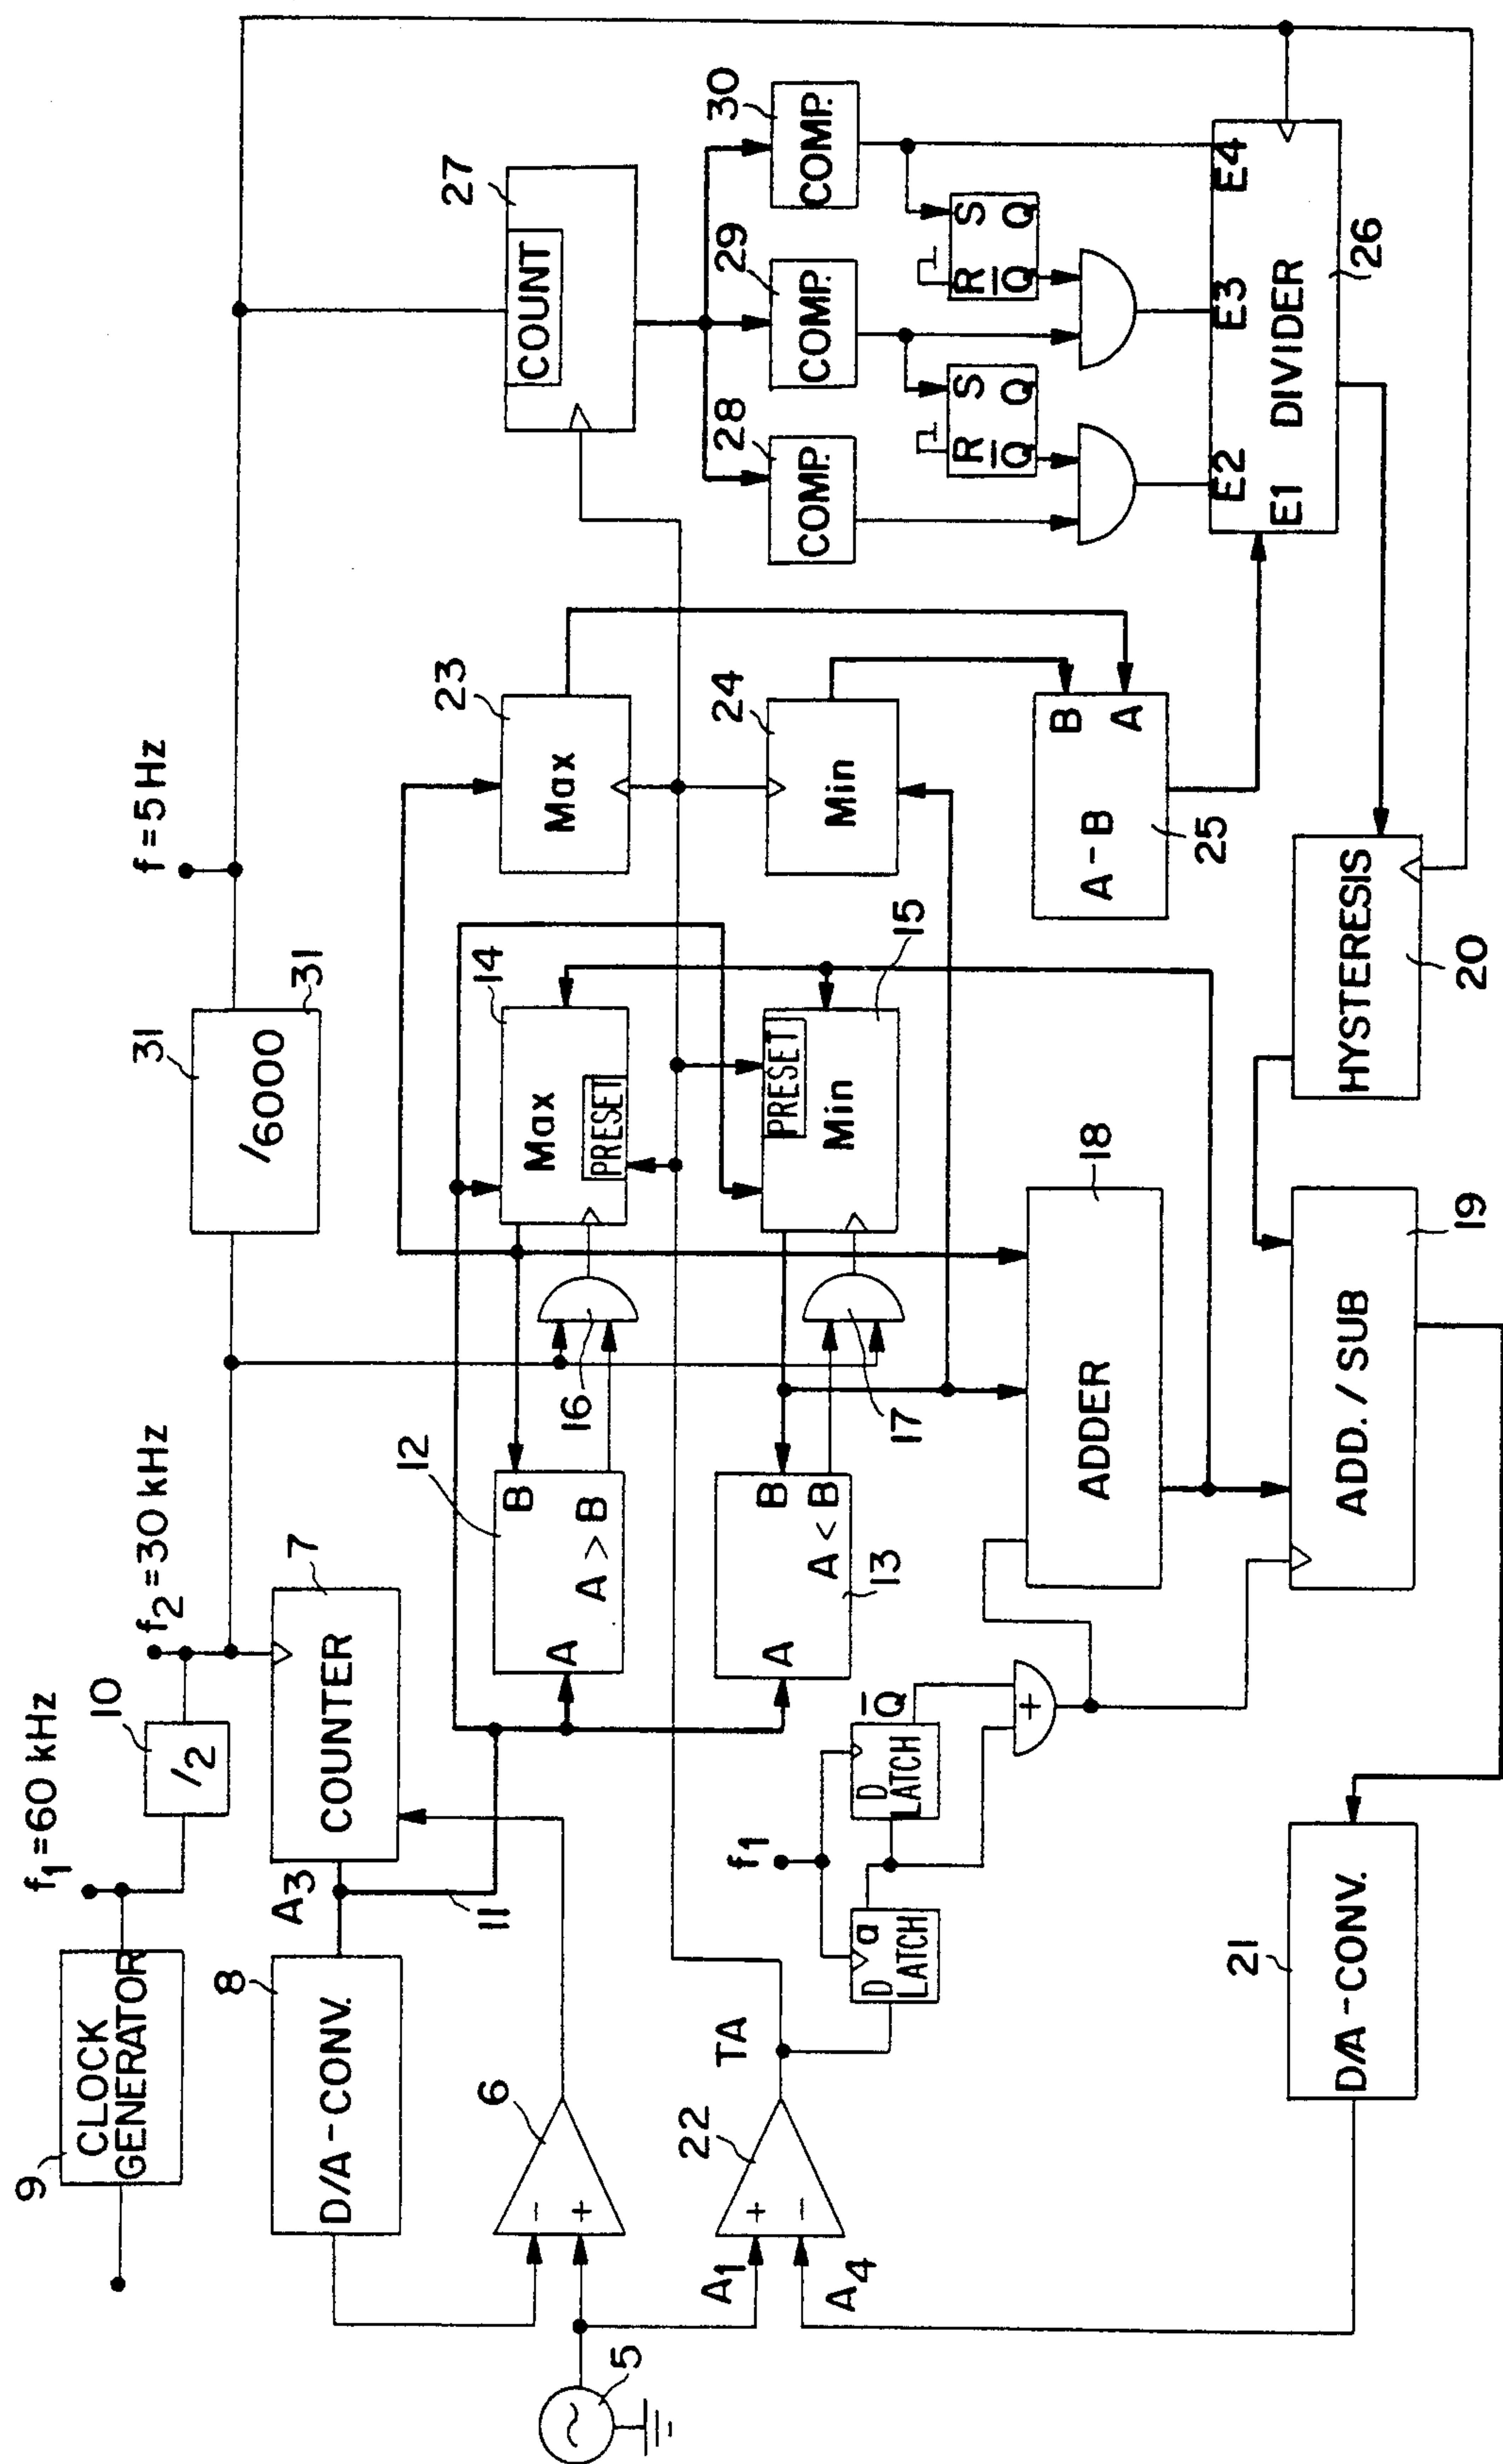 9
CLOCK
GENERATOR
f1=60 kHz
10
/2
f2=30 kHz
31
/6000
31
f=5 Hz
8
D/A-CONV.
A3
7
COUNTER
11
12
B
A
A > B
16
14
Max
PRESET
23
Max
27
COUNT
6
−
+
5
22
+
−
A1
A4
TA
13
B
A
A < B
17
15
PRESET
Min
24
Min
28
COMP.
29
COMP.
30
COMP.
R S
Q̅ Q
R S
Q̅ Q
f1
D a
LATCH
D
LATCH
Q̅
+
18
ADDER
B
A
A-B
25
E1
E2
E3
E4
DIVIDER
26
21
D/A-CONV.
19
ADD./SUB
20
HYSTERESIS